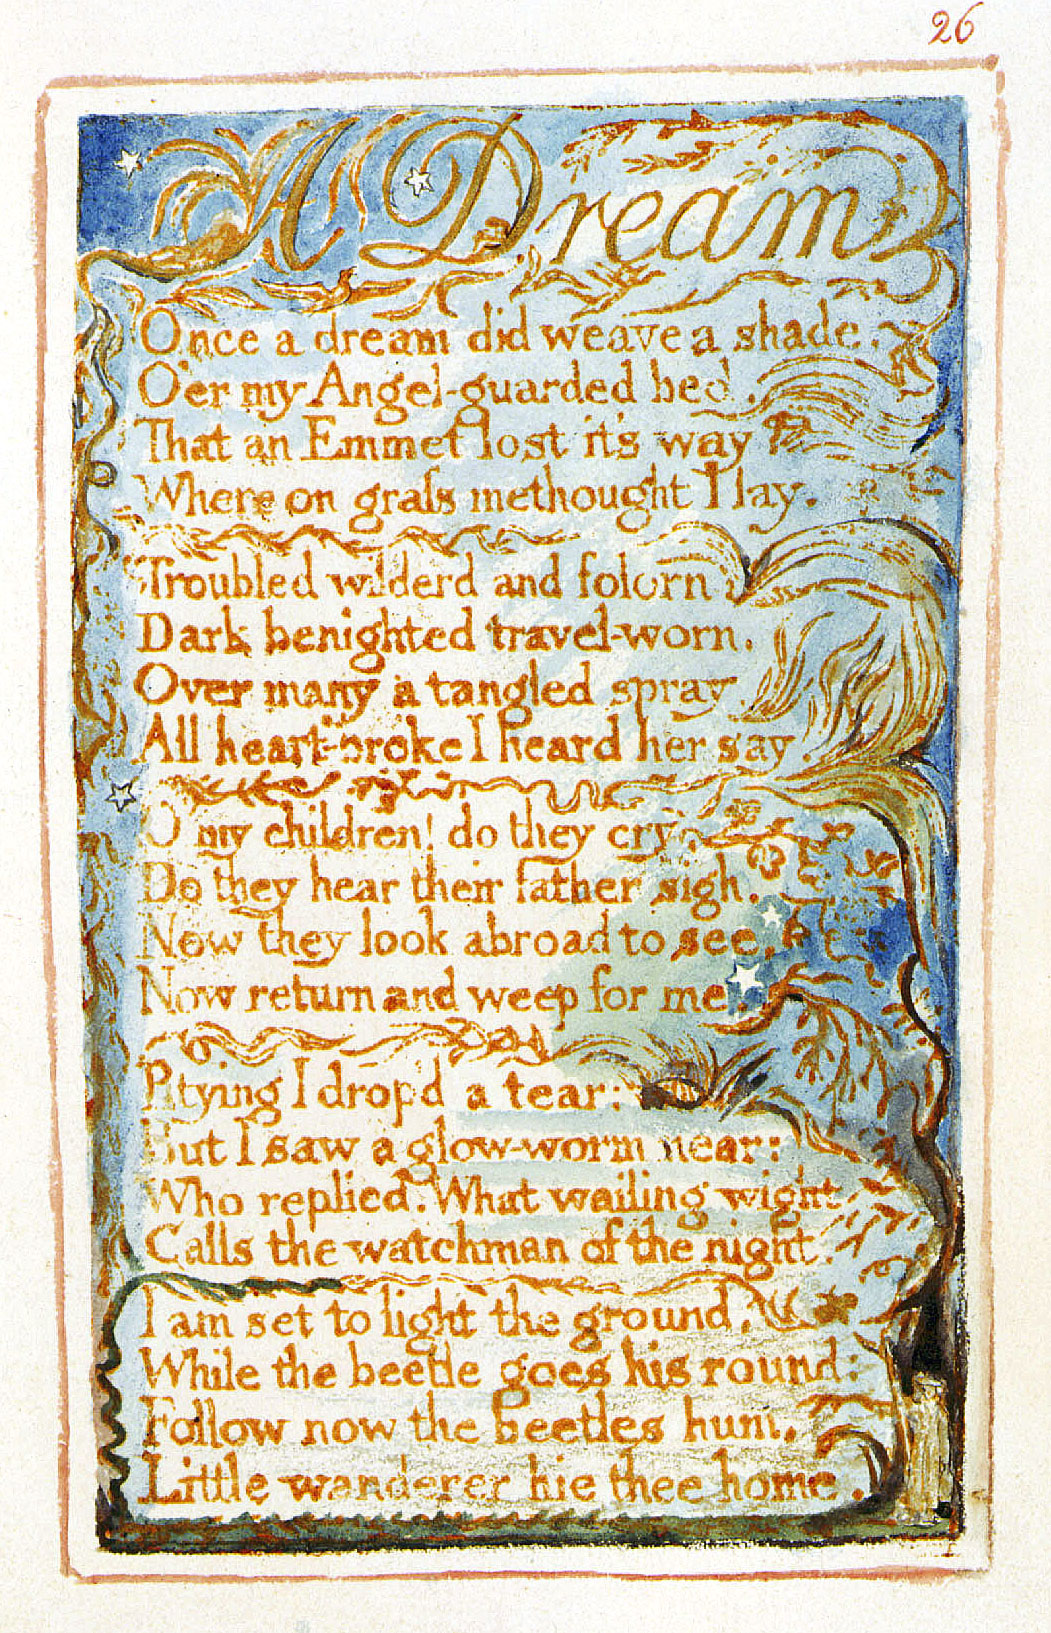 26
A Dream
Once a dream did weave a shade,
O'er my Angel-guarded bed,
That an Emmet lost it's way
Where on graſs methought I lay.
Troubled wilderd and folorn
Dark benighted travel-worn,
Over many a tangled spray
All heart-broke I heard her say.
O my children! do they cry,
Do they hear their father sigh.
Now they look abroad to see,
Now return and weep for me.
Pitying I drop'd a tear:
But I saw a glow-worm near:
Who replied. What wailing wight
Calls the watchman of the night.
I am set to light the ground,
While the beetle goes his round:
Follow now the beetles hum,
Little wanderer hie thee home.